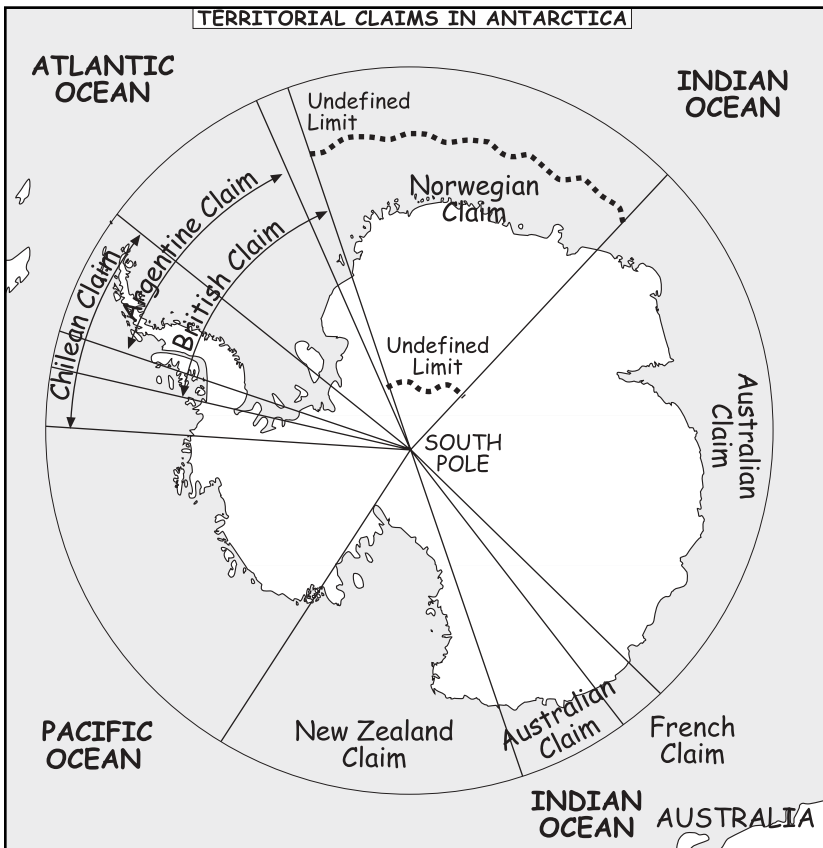 TERRITORIAL CLAIMS IN ANTARCTICA
ATLANTIC
OCEAN
INDIAN
OCEAN
Undefined
Limit
Norwegian
Claim
Argentine Claim
British Claim
Chilean Claim
Undefined
Limit
Australian
Claim
SOUTH
POLE
PACIFIC
OCEAN
New Zealand
Claim
Australian
Claim
French
Claim
INDIAN
OCEAN
AUSTRALIA